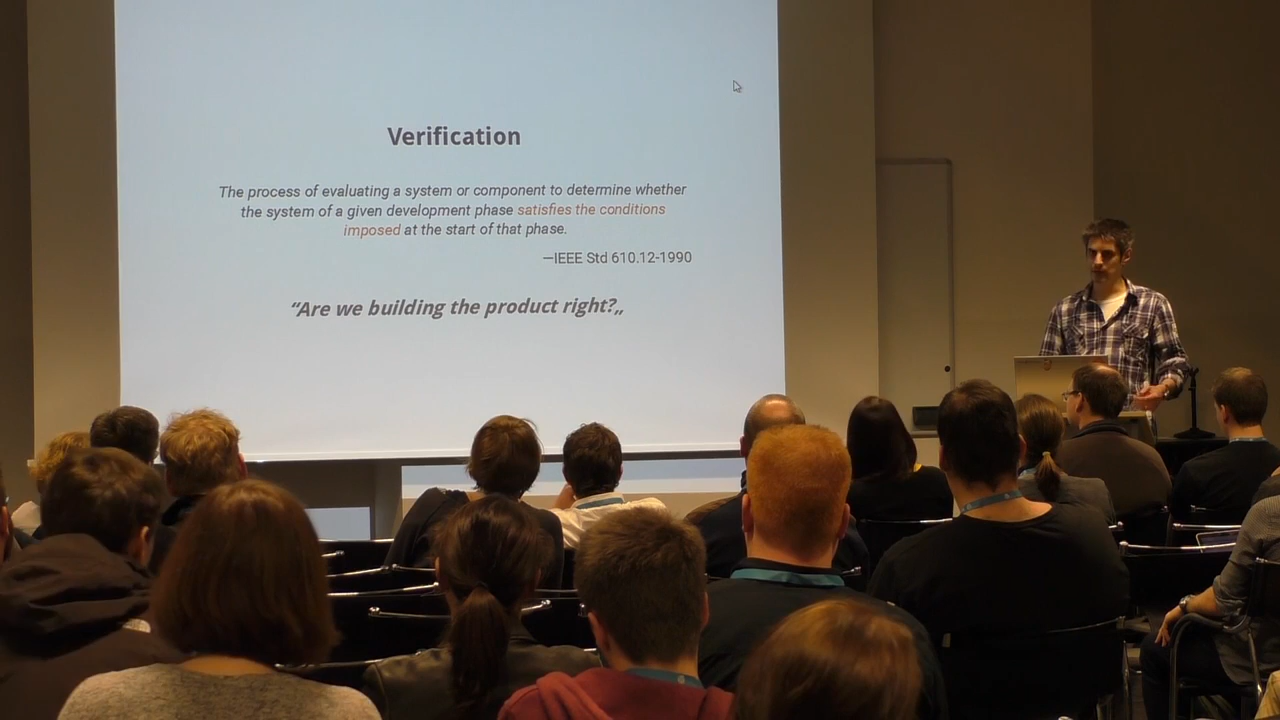 Verification
The process of evaluating a system or component to determine whether
the system of a given development phase satisfies the conditions
imposed at the start of that phase.
—IEEE Std 610.12-1990
“Are we building the product right?„